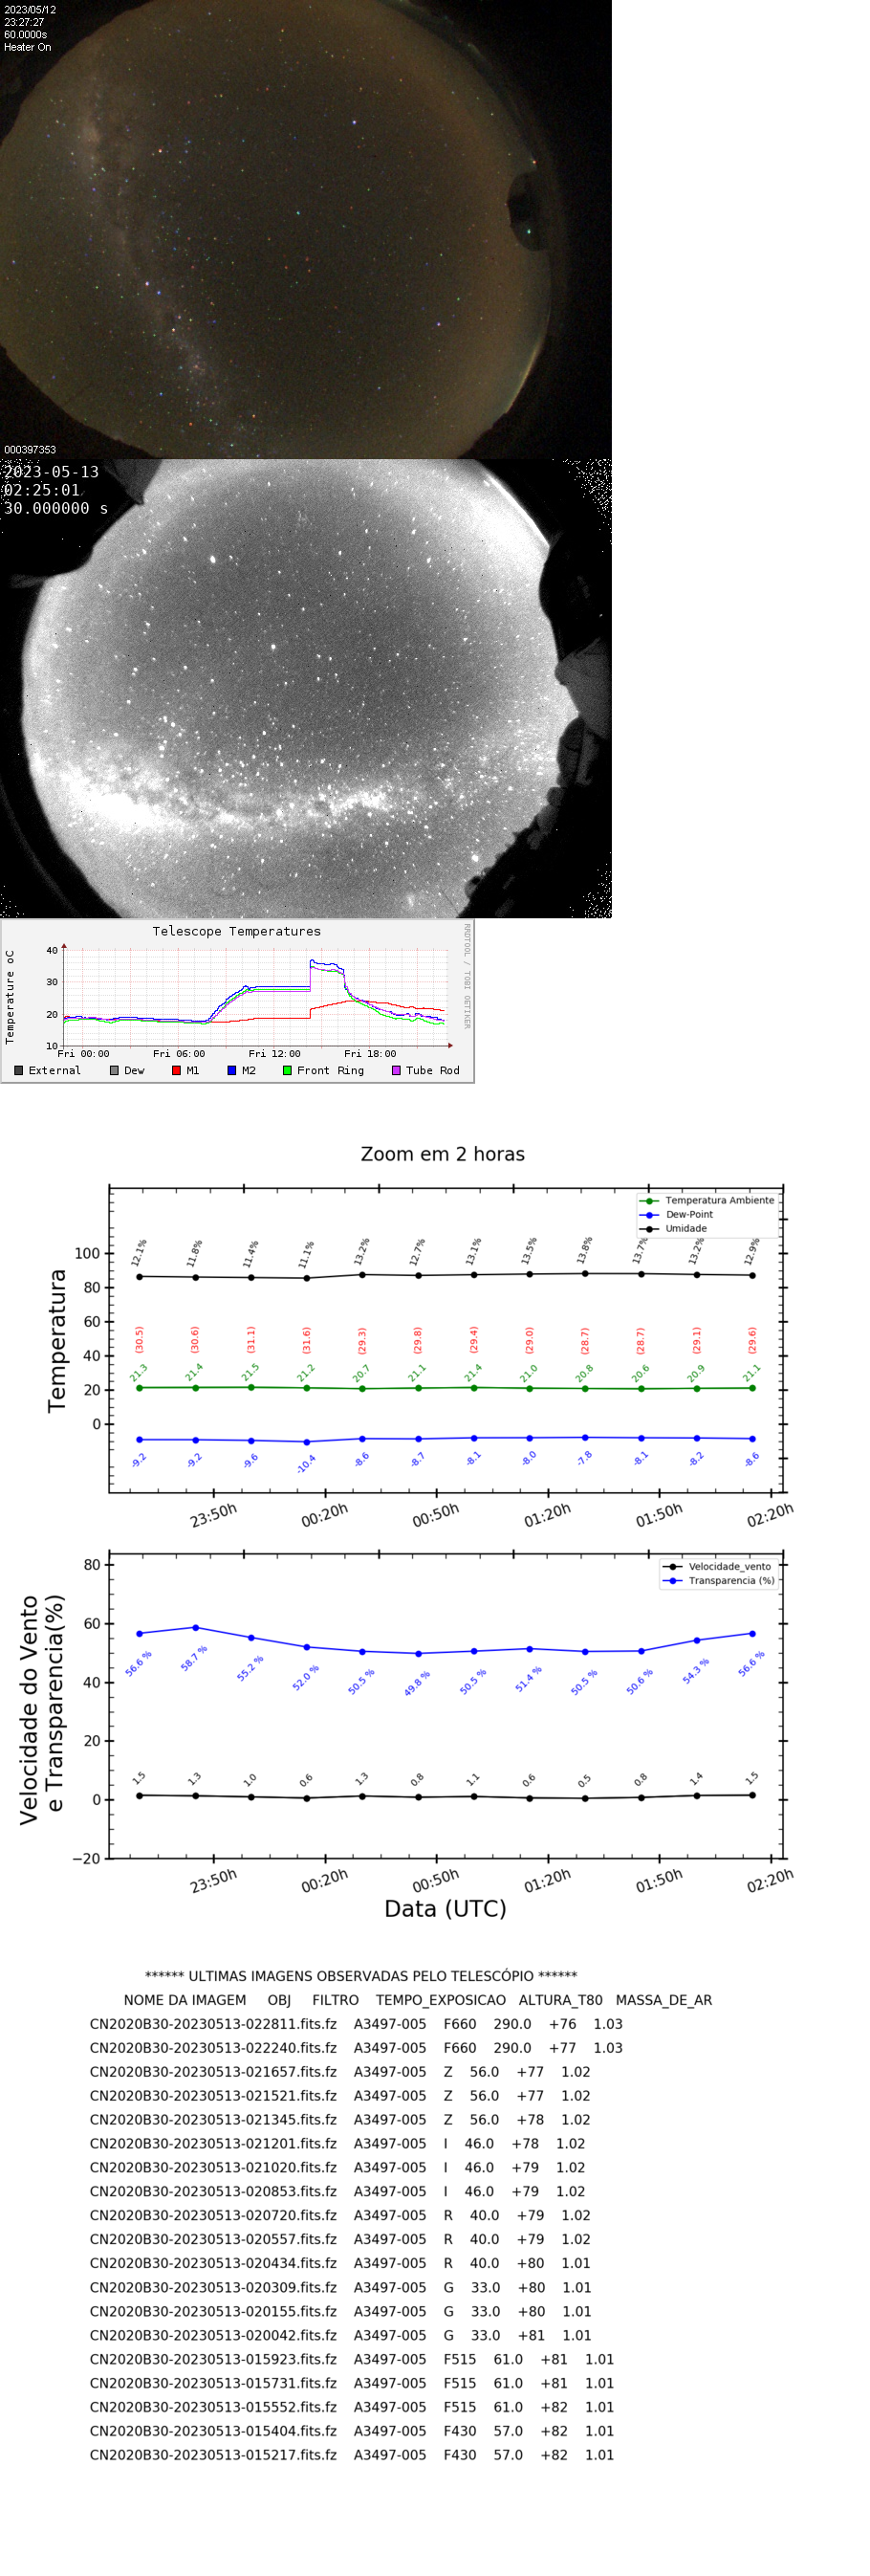 2023/05/12
23:27:27
60.0000s
Heater On
000397353
2023-05-13
02:25:01
30.000000 s
Telescope Temperatures
Temperature oC
40
30
20
10
Fri 00:00 Fri 06:00 Fri 12:00 Fri 18:00
External Dew M1 M2 Front Ring Tube Rod
RRDTOOL / TOBI OETIKER
Zoom em 2 horas
Temperatura
Temperatura Ambiente
Dew-Point
Umidade
100
80
60
40
20
0
12.1% 11.8% 11.4% 11.1% 13.2% 12.7% 13.1% 13.5% 13.8% 13.7% 13.2% 12.9%
(30.5) (30.6) (31.1) (31.6) (29.3) (29.8) (29.4) (29.0) (28.7) (28.7) (29.1) (29.6)
21.3 21.4 21.5 21.2 20.7 21.1 21.4 21.0 20.8 20.6 20.9 21.1
-9.2 -9.2 -9.6 -10.4 -8.6 -8.7 -8.1 -8.0 -7.8 -8.1 -8.2 -8.6
23:50h 00:20h 00:50h 01:20h 01:50h 02:20h
Velocidade do Vento
e Transparencia(%)
Velocidade_vento
Transparencia (%)
80
60
40
20
0
−20
56.6 % 58.7 % 55.2 % 52.0 % 50.5 % 49.8 % 50.5 % 51.4 % 50.5 % 50.6 % 54.3 % 56.6 %
1.5 1.3 1.0 0.6 1.3 0.8 1.1 0.6 0.5 0.8 1.4 1.5
23:50h 00:20h 00:50h 01:20h 01:50h 02:20h
Data (UTC)
****** ULTIMAS IMAGENS OBSERVADAS PELO TELESCÓPIO ******
NOME DA IMAGEM OBJ FILTRO TEMPO_EXPOSICAO ALTURA_T80 MASSA_DE_AR
CN2020B30-20230513-022811.fits.fz A3497-005 F660 290.0 +76 1.03
CN2020B30-20230513-022240.fits.fz A3497-005 F660 290.0 +77 1.03
CN2020B30-20230513-021657.fits.fz A3497-005 Z 56.0 +77 1.02
CN2020B30-20230513-021521.fits.fz A3497-005 Z 56.0 +77 1.02
CN2020B30-20230513-021345.fits.fz A3497-005 Z 56.0 +78 1.02
CN2020B30-20230513-021201.fits.fz A3497-005 I 46.0 +78 1.02
CN2020B30-20230513-021020.fits.fz A3497-005 I 46.0 +79 1.02
CN2020B30-20230513-020853.fits.fz A3497-005 I 46.0 +79 1.02
CN2020B30-20230513-020720.fits.fz A3497-005 R 40.0 +79 1.02
CN2020B30-20230513-020557.fits.fz A3497-005 R 40.0 +79 1.02
CN2020B30-20230513-020434.fits.fz A3497-005 R 40.0 +80 1.01
CN2020B30-20230513-020309.fits.fz A3497-005 G 33.0 +80 1.01
CN2020B30-20230513-020155.fits.fz A3497-005 G 33.0 +80 1.01
CN2020B30-20230513-020042.fits.fz A3497-005 G 33.0 +81 1.01
CN2020B30-20230513-015923.fits.fz A3497-005 F515 61.0 +81 1.01
CN2020B30-20230513-015731.fits.fz A3497-005 F515 61.0 +81 1.01
CN2020B30-20230513-015552.fits.fz A3497-005 F515 61.0 +82 1.01
CN2020B30-20230513-015404.fits.fz A3497-005 F430 57.0 +82 1.01
CN2020B30-20230513-015217.fits.fz A3497-005 F430 57.0 +82 1.01